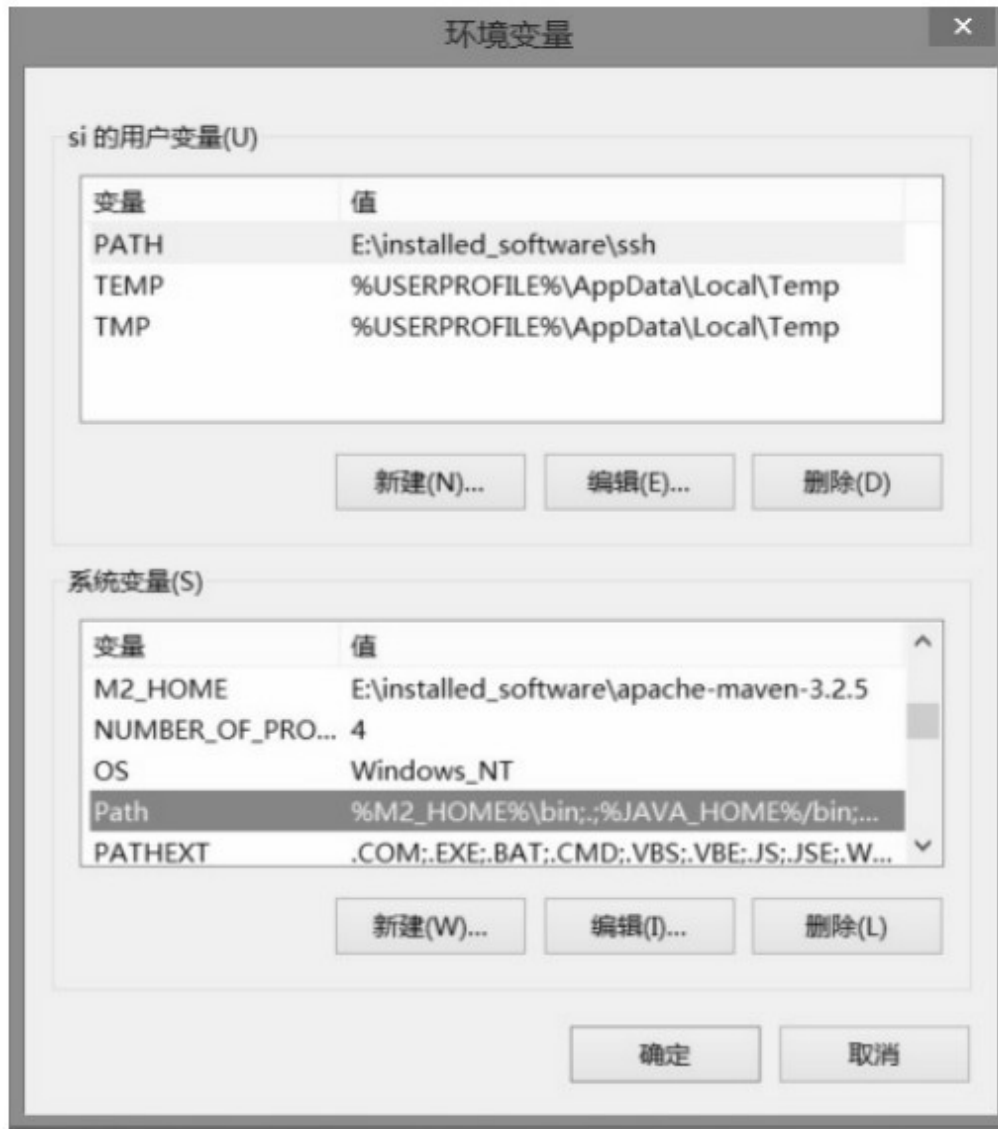 环境变量
si 的用户变量(U)
变量 值
PATH E:\installed_software\ssh
TEMP %USERPROFILE%\AppData\Local\Temp
TMP %USERPROFILE%\AppData\Local\Temp
新建(N)... 编辑(E)... 删除(D)
系统变量(S)
变量 值
M2_HOME E:\installed_software\apache-maven-3.2.5
NUMBER_OF_PRO... 4
OS Windows_NT
Path %M2_HOME%\bin;.;%JAVA_HOME%/bin;...
PATHEXT .COM;.EXE;.BAT;.CMD;.VBS;.VBE;.JS;.JSE;.W...
新建(W)... 编辑(I)... 删除(L)
确定 取消